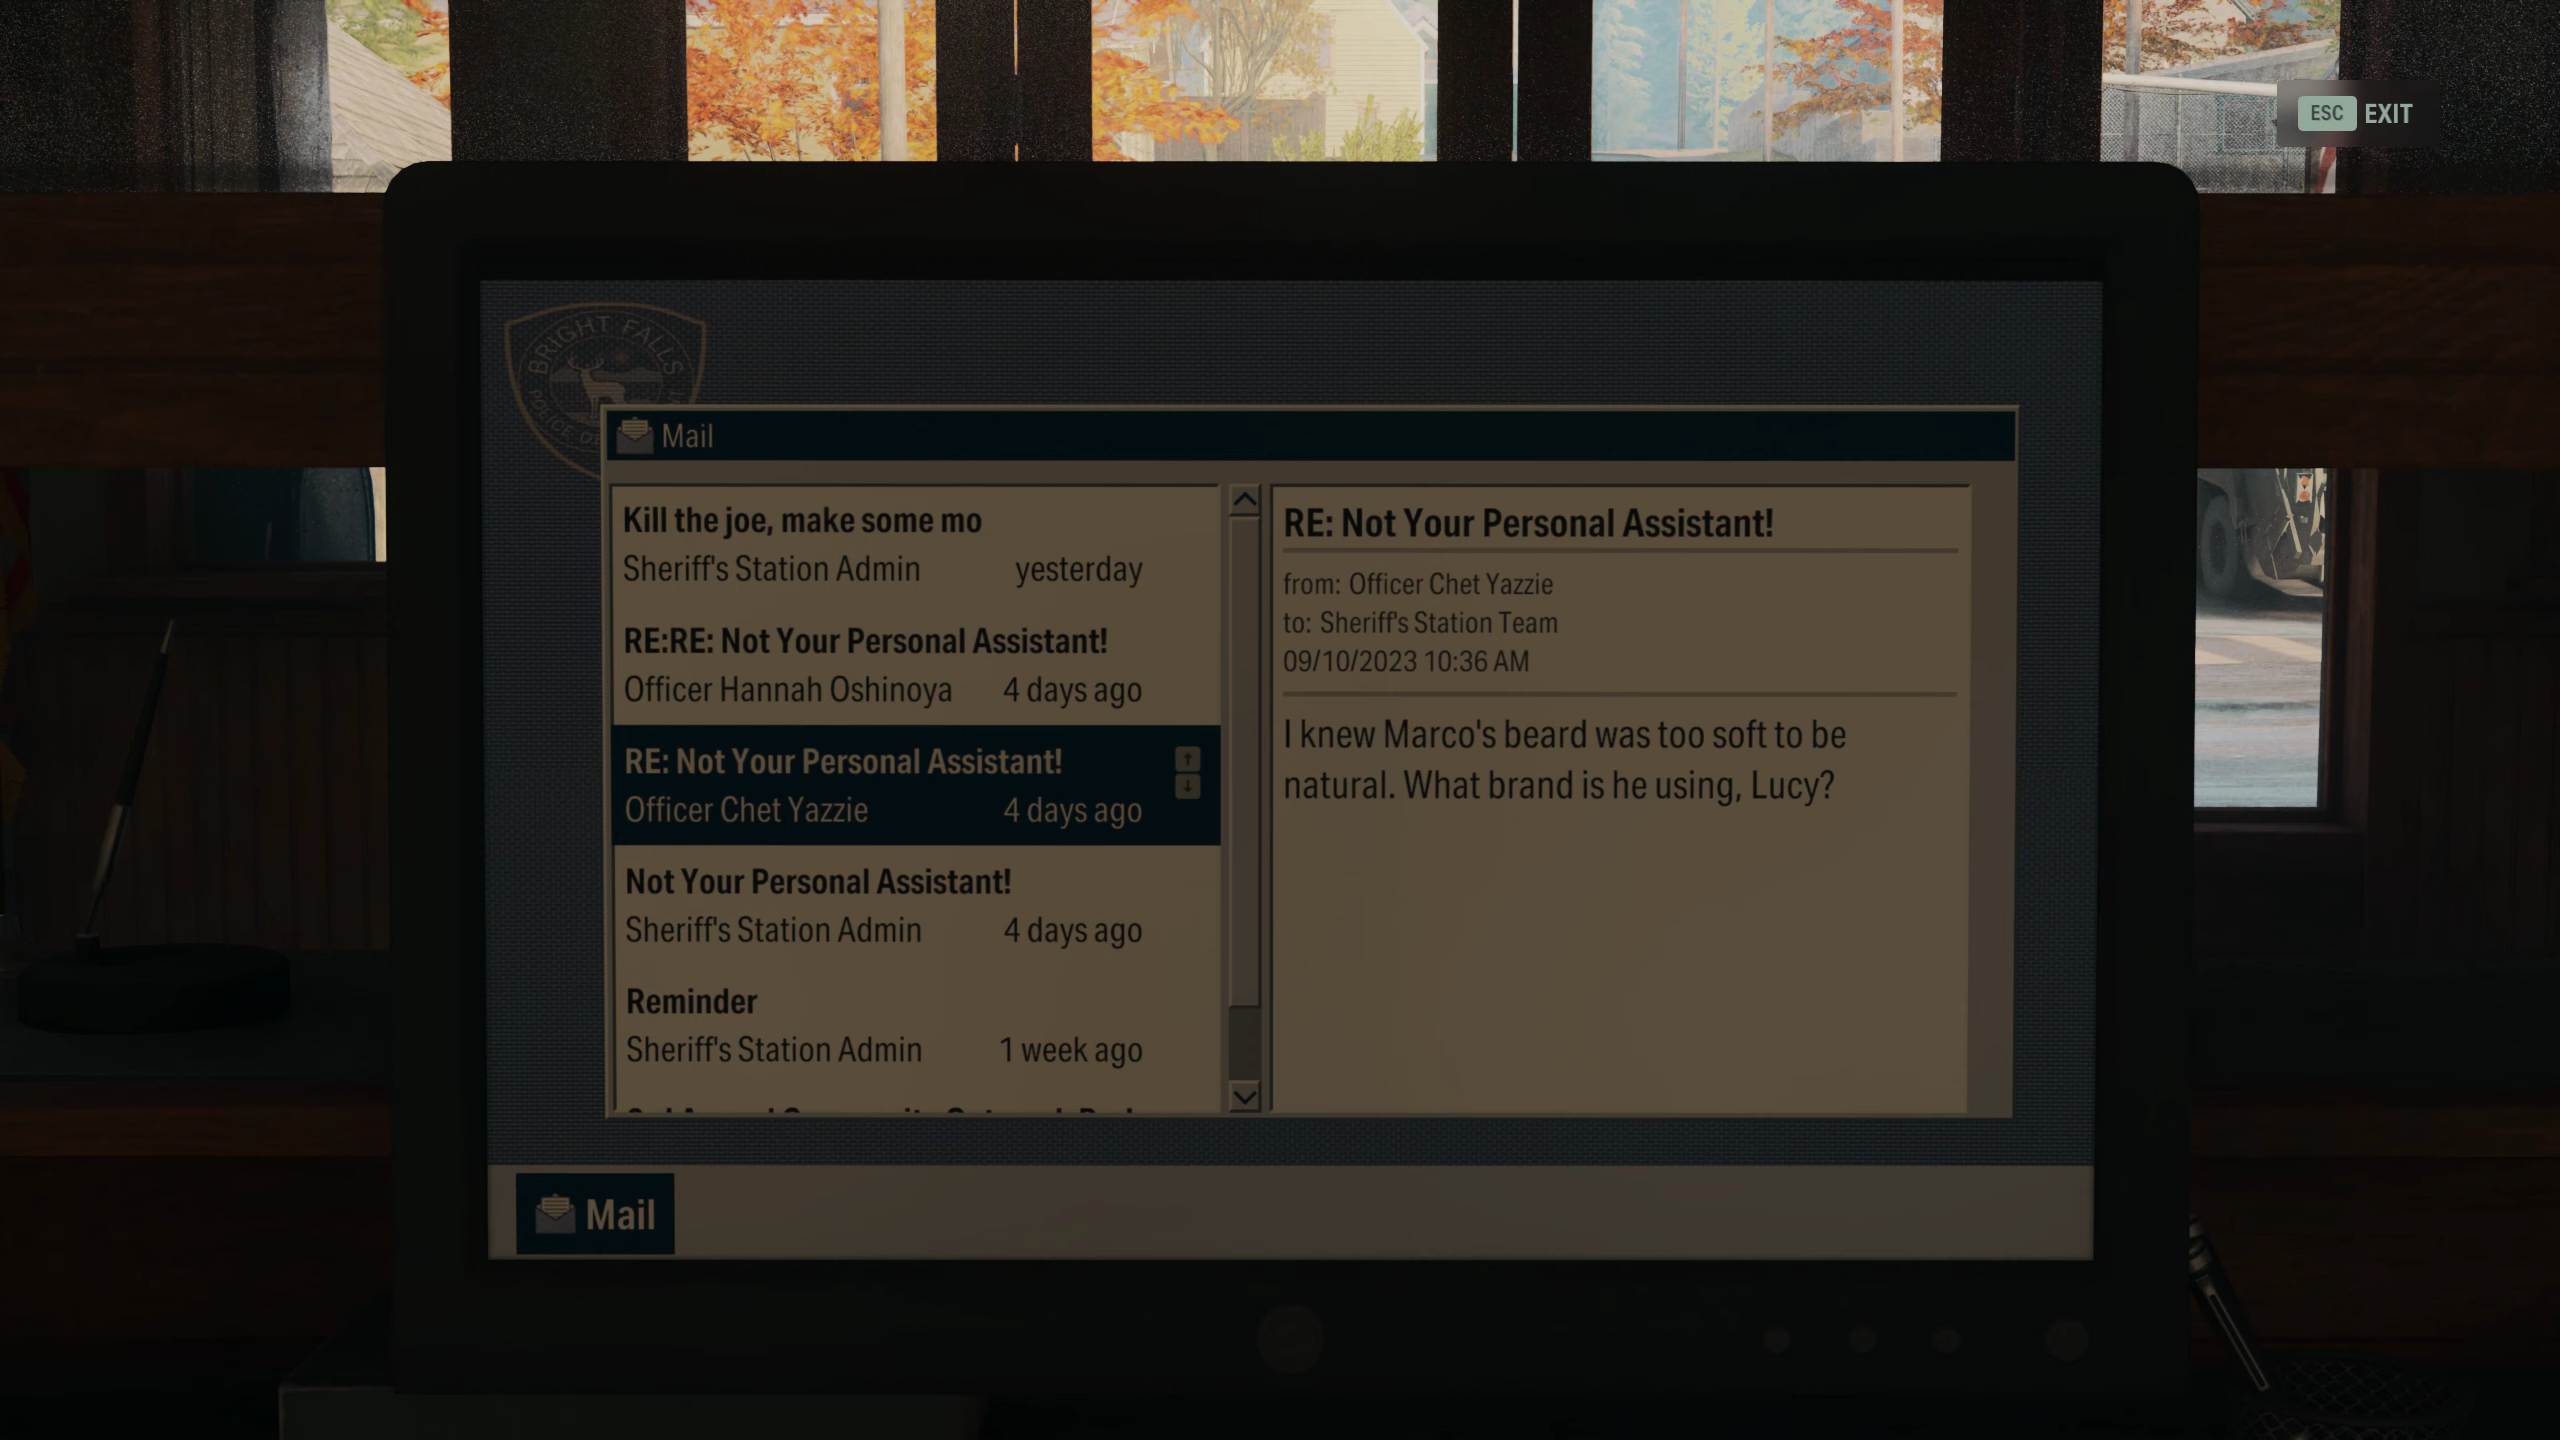 ESC EXIT
BRIGHT FALLS
POLICE DE
Mail
Kill the joe, make some mo
Sheriff's Station Admin yesterday
RE:RE: Not Your Personal Assistant!
Officer Hannah Oshinoya 4 days ago
RE: Not Your Personal Assistant!
Officer Chet Yazzie 4 days ago
Not Your Personal Assistant!
Sheriff's Station Admin 4 days ago
Reminder
Sheriff's Station Admin 1 week ago
RE: Not Your Personal Assistant!
from: Officer Chet Yazzie
to: Sheriff's Station Team
09/10/2023 10:36 AM
I knew Marco's beard was too soft to be
natural. What brand is he using, Lucy?
Mail